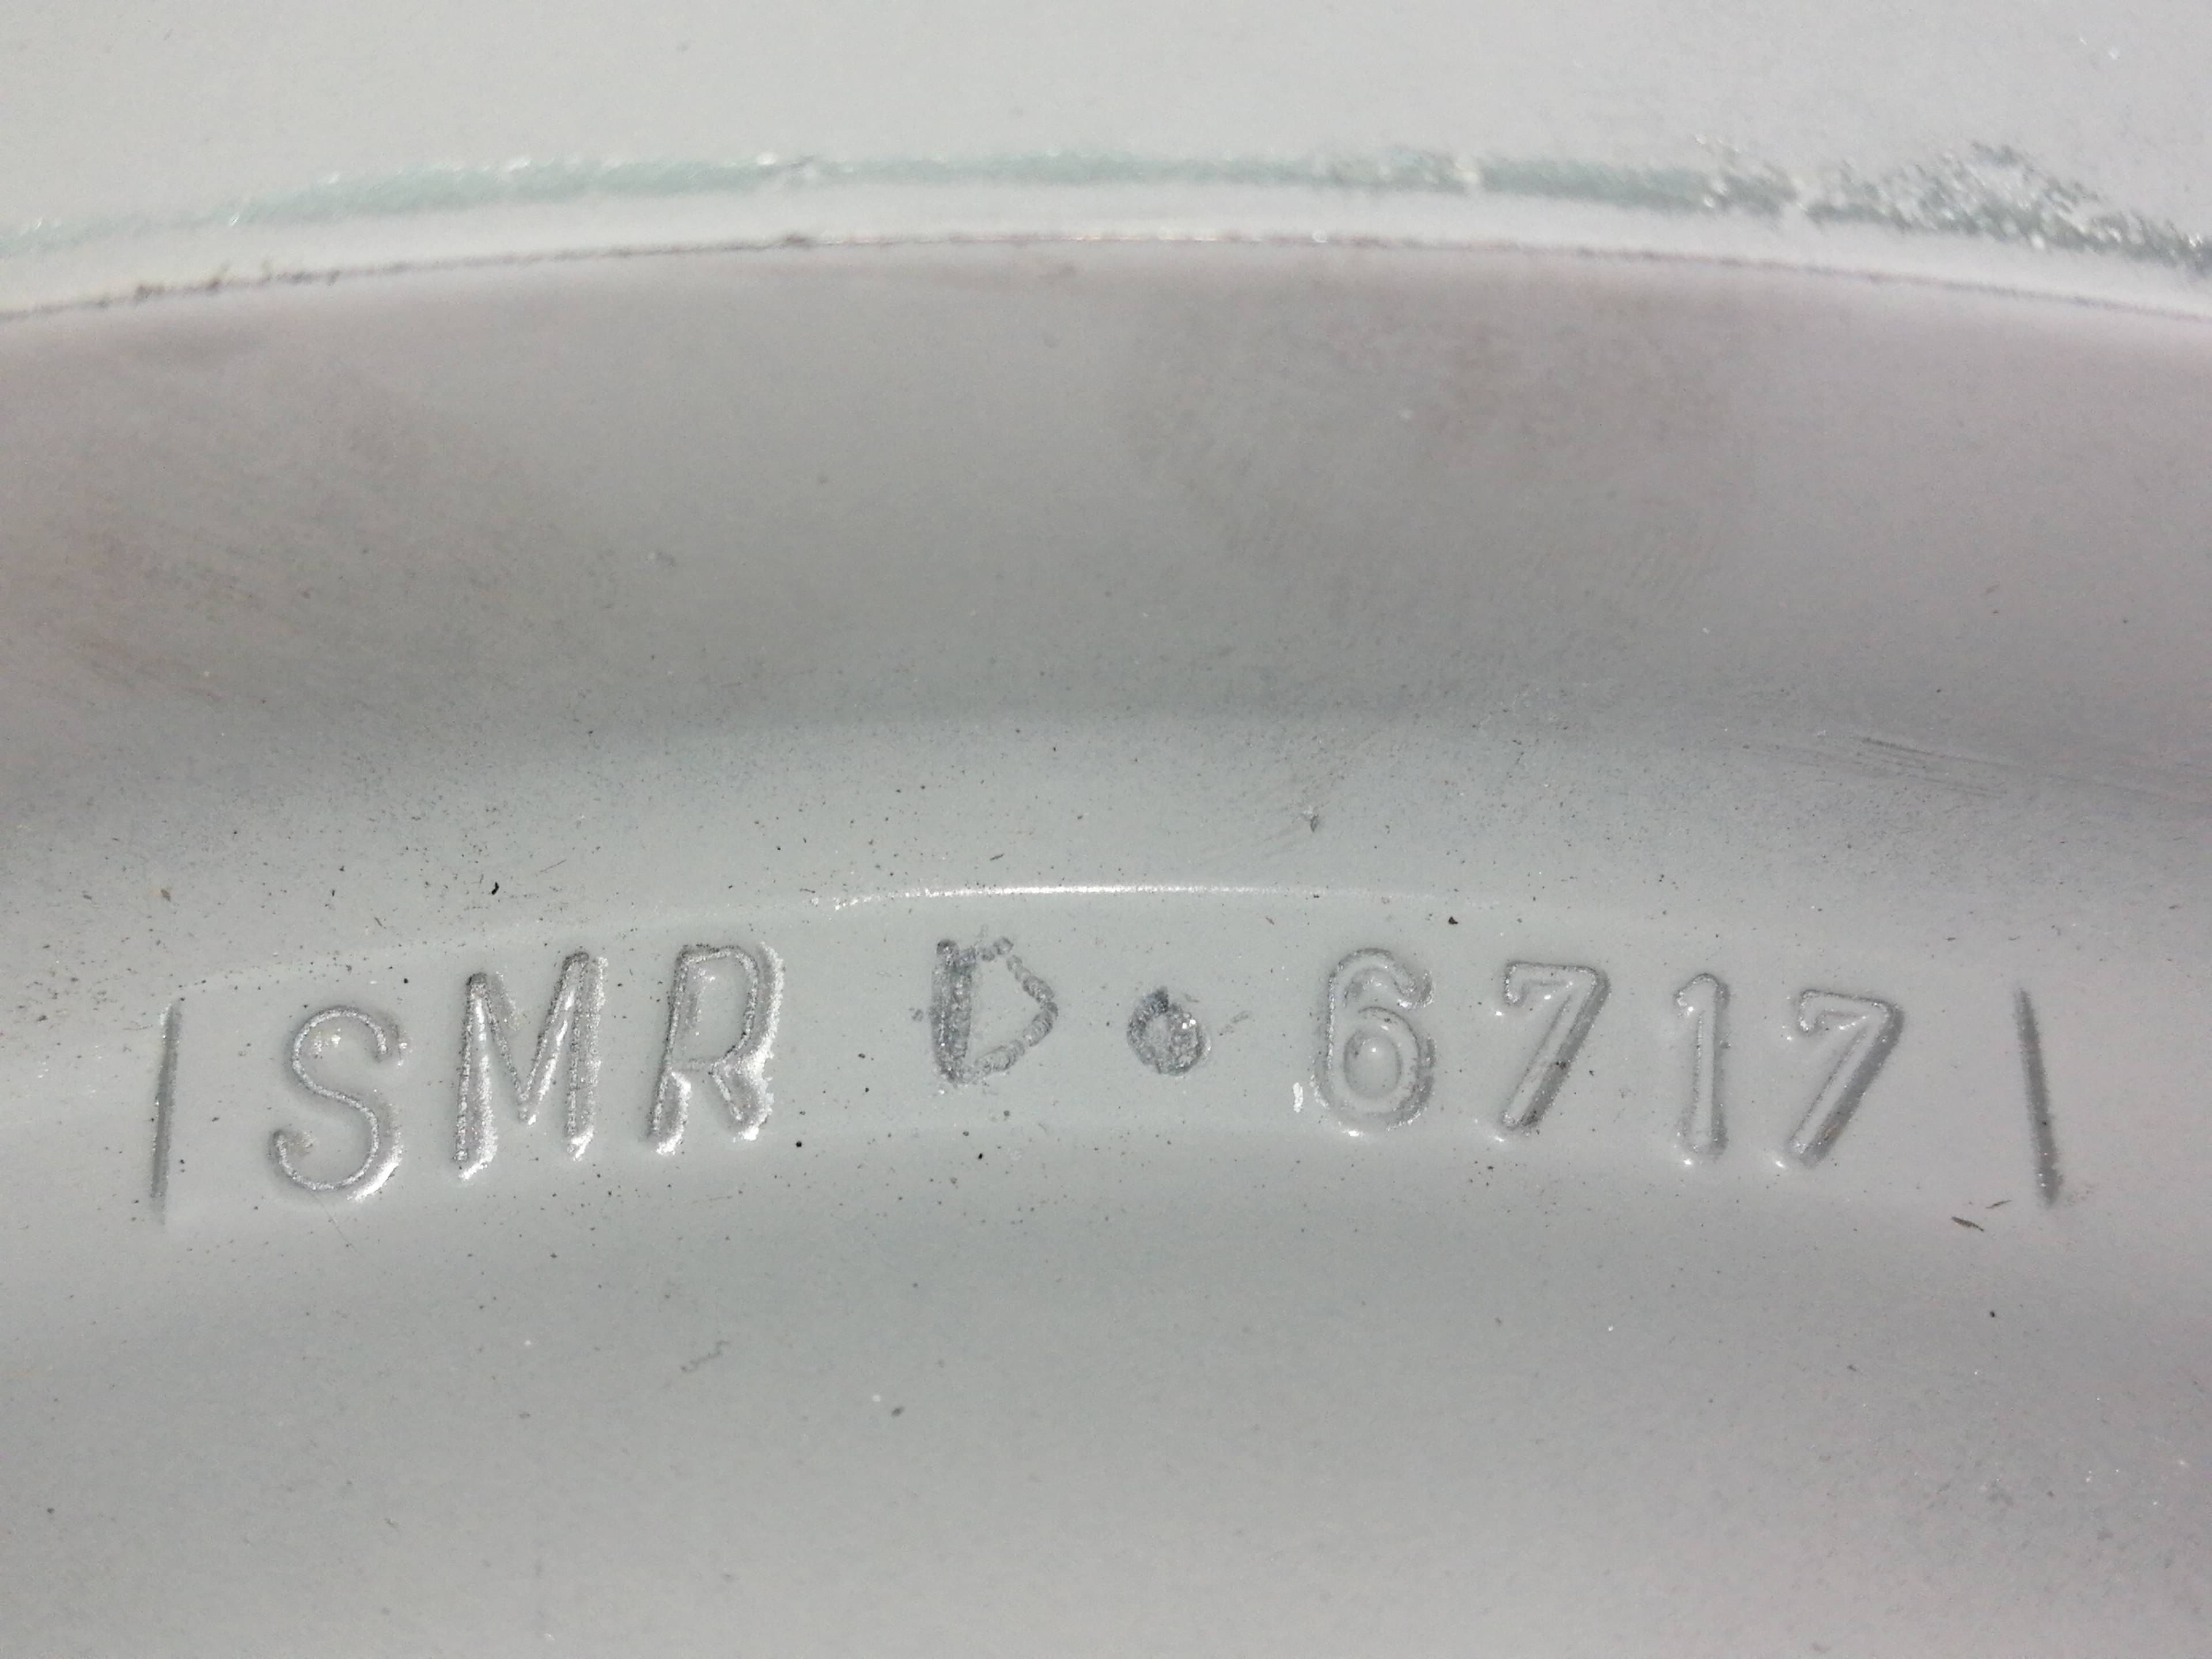 | SMR D • 6717 |